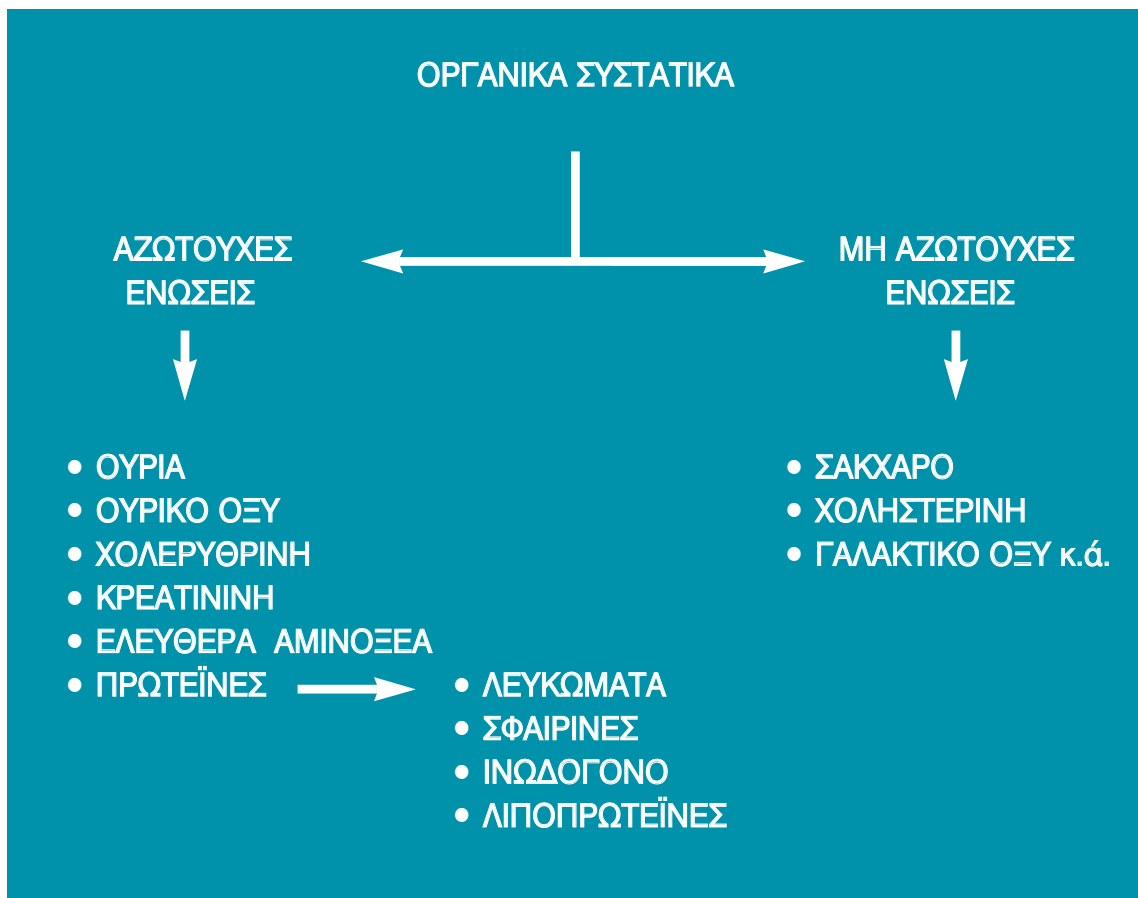 ΟΡΓΑΝΙΚΑ ΣΥΣΤΑΤΙΚΑ
ΑΖΩΤΟΥΧΕΣ
ΕΝΩΣΕΙΣ
ΜΗ ΑΖΩΤΟΥΧΕΣ
ΕΝΩΣΕΙΣ
• ΟΥΡΙΑ
• ΟΥΡΙΚΟ ΟΞΥ
• ΧΟΛΕΡΥΘΡΙΝΗ
• ΚΡΕΑΤΙΝΙΝΗ
• ΕΛΕΥΘΕΡΑ ΑΜΙΝΟΞΕΑ
• ΠΡΩΤΕΪΝΕΣ
• ΛΕΥΚΩΜΑΤΑ
• ΣΦΑΙΡΙΝΕΣ
• ΙΝΩΔΟΓΟΝΟ
• ΛΙΠΟΠΡΩΤΕΪΝΕΣ
• ΣΑΚΧΑΡΟ
• ΧΟΛΗΣΤΕΡΙΝΗ
• ΓΑΛΑΚΤΙΚΟ ΟΞΥ κ.ά.